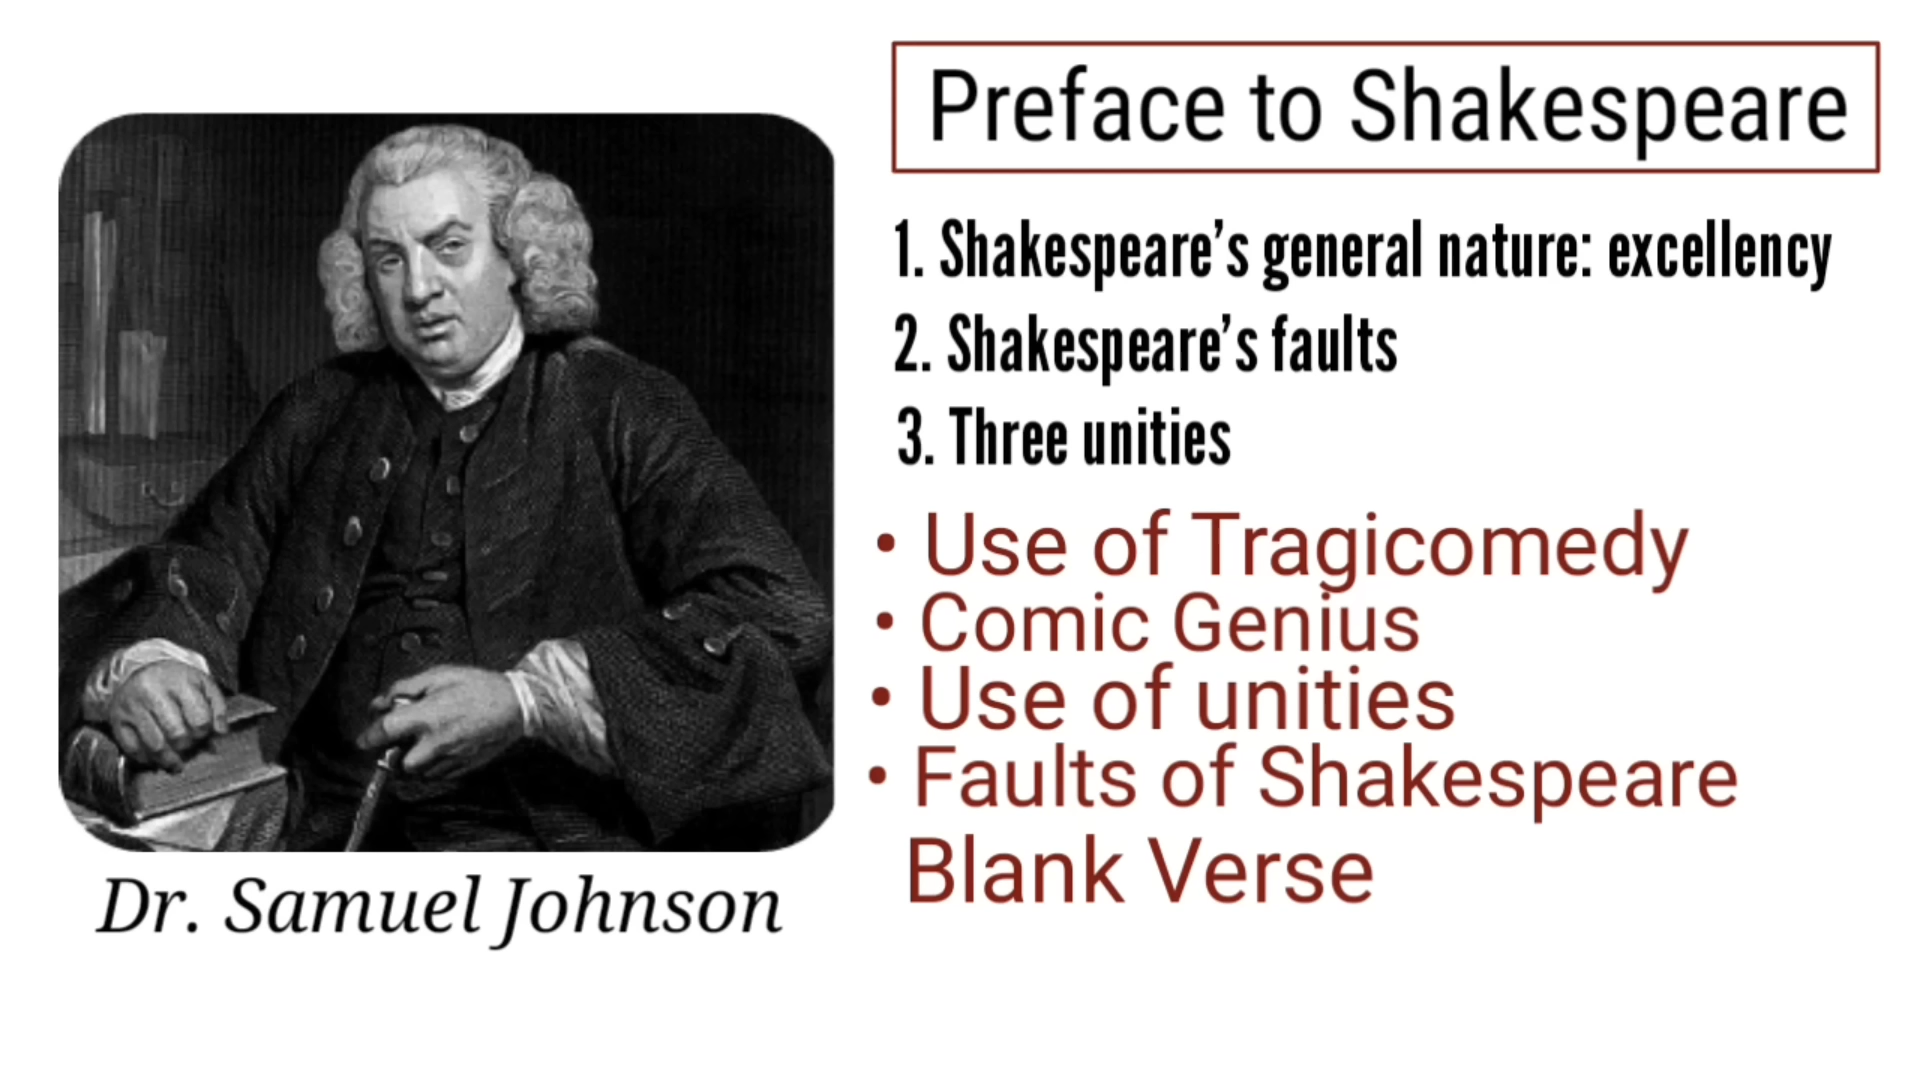 Preface to Shakespeare
1. Shakespeare's general nature: excellency
2. Shakespeare's faults
3. Three unities
• Use of Tragicomedy
• Comic Genius
• Use of unities
• Faults of Shakespeare
Blank Verse
Dr. Samuel Johnson